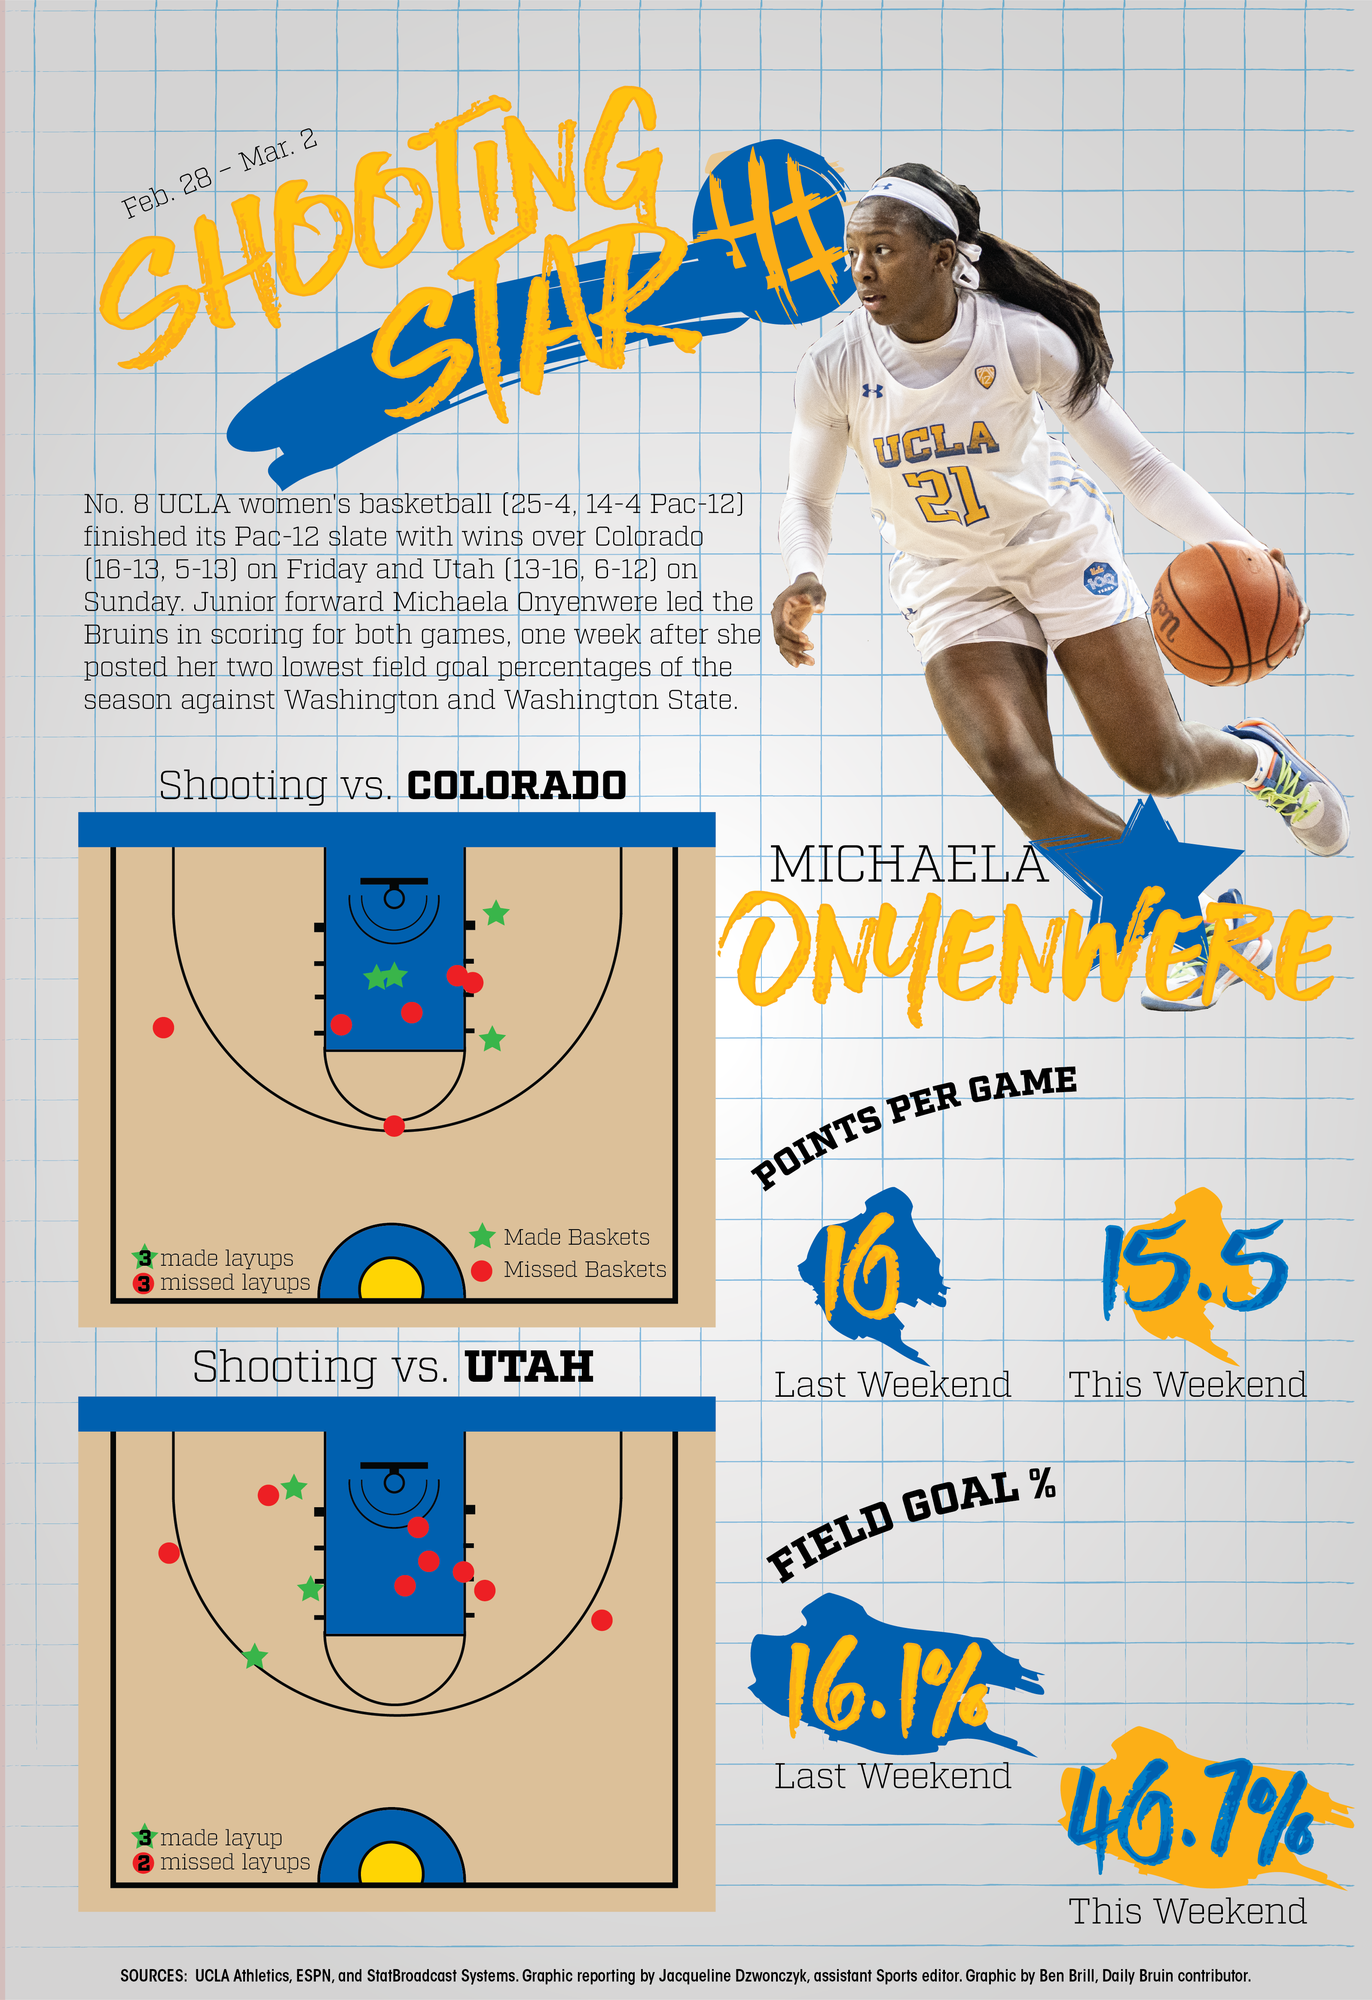 Feb. 28 – Mar. 2
SHOOTING
STAR
UCLA
21
No. 8 UCLA women's basketball (25-4, 14-4 Pac-12)
finished its Pac-12 slate with wins over Colorado
(16-13, 5-13) on Friday and Utah (13-16, 6-12) on
Sunday. Junior forward Michaela Onyenwere led the
Bruins in scoring for both games, one week after she
posted her two lowest field goal percentages of the
season against Washington and Washington State.
Shooting vs. COLORADO
Made Baskets
Missed Baskets
3 made layups
3 missed layups
MICHAELA
ONYENWERE
POINTS PER GAME
16
Last Weekend
15.5
This Weekend
Shooting vs. UTAH
3 made layup
2 missed layups
FIELD GOAL %
16.1%
Last Weekend
46.7%
This Weekend
SOURCES: UCLA Athletics, ESPN, and StatBroadcast Systems. Graphic reporting by Jacqueline Dzwonczyk, assistant Sports editor. Graphic by Ben Brill, Daily Bruin contributor.